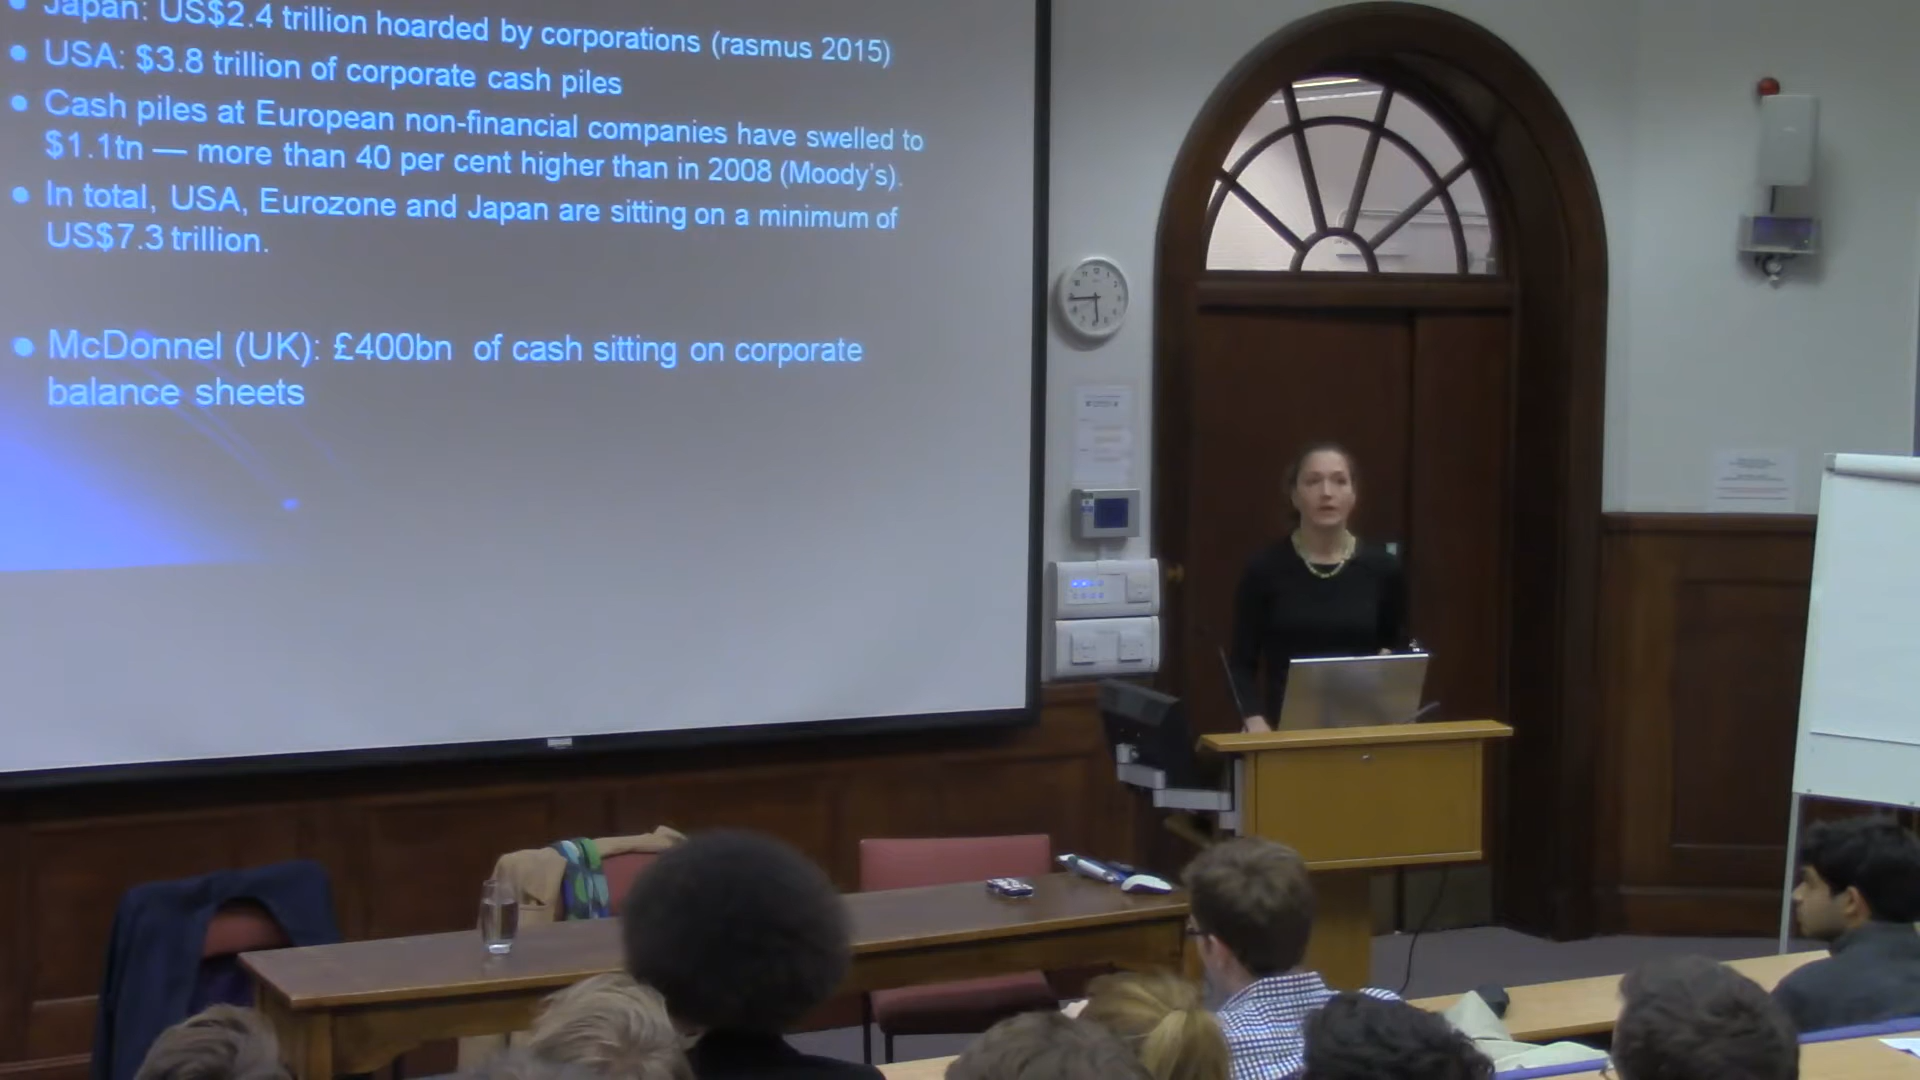 Japan: US$2.4 trillion hoarded by corporations (rasmus 2015)
USA: $3.8 trillion of corporate cash piles
Cash piles at European non-financial companies have swelled to
$1.1tn — more than 40 per cent higher than in 2008 (Moody's).
In total, USA, Eurozone and Japan are sitting on a minimum of
US$7.3 trillion.
McDonnel (UK): £400bn of cash sitting on corporate
balance sheets